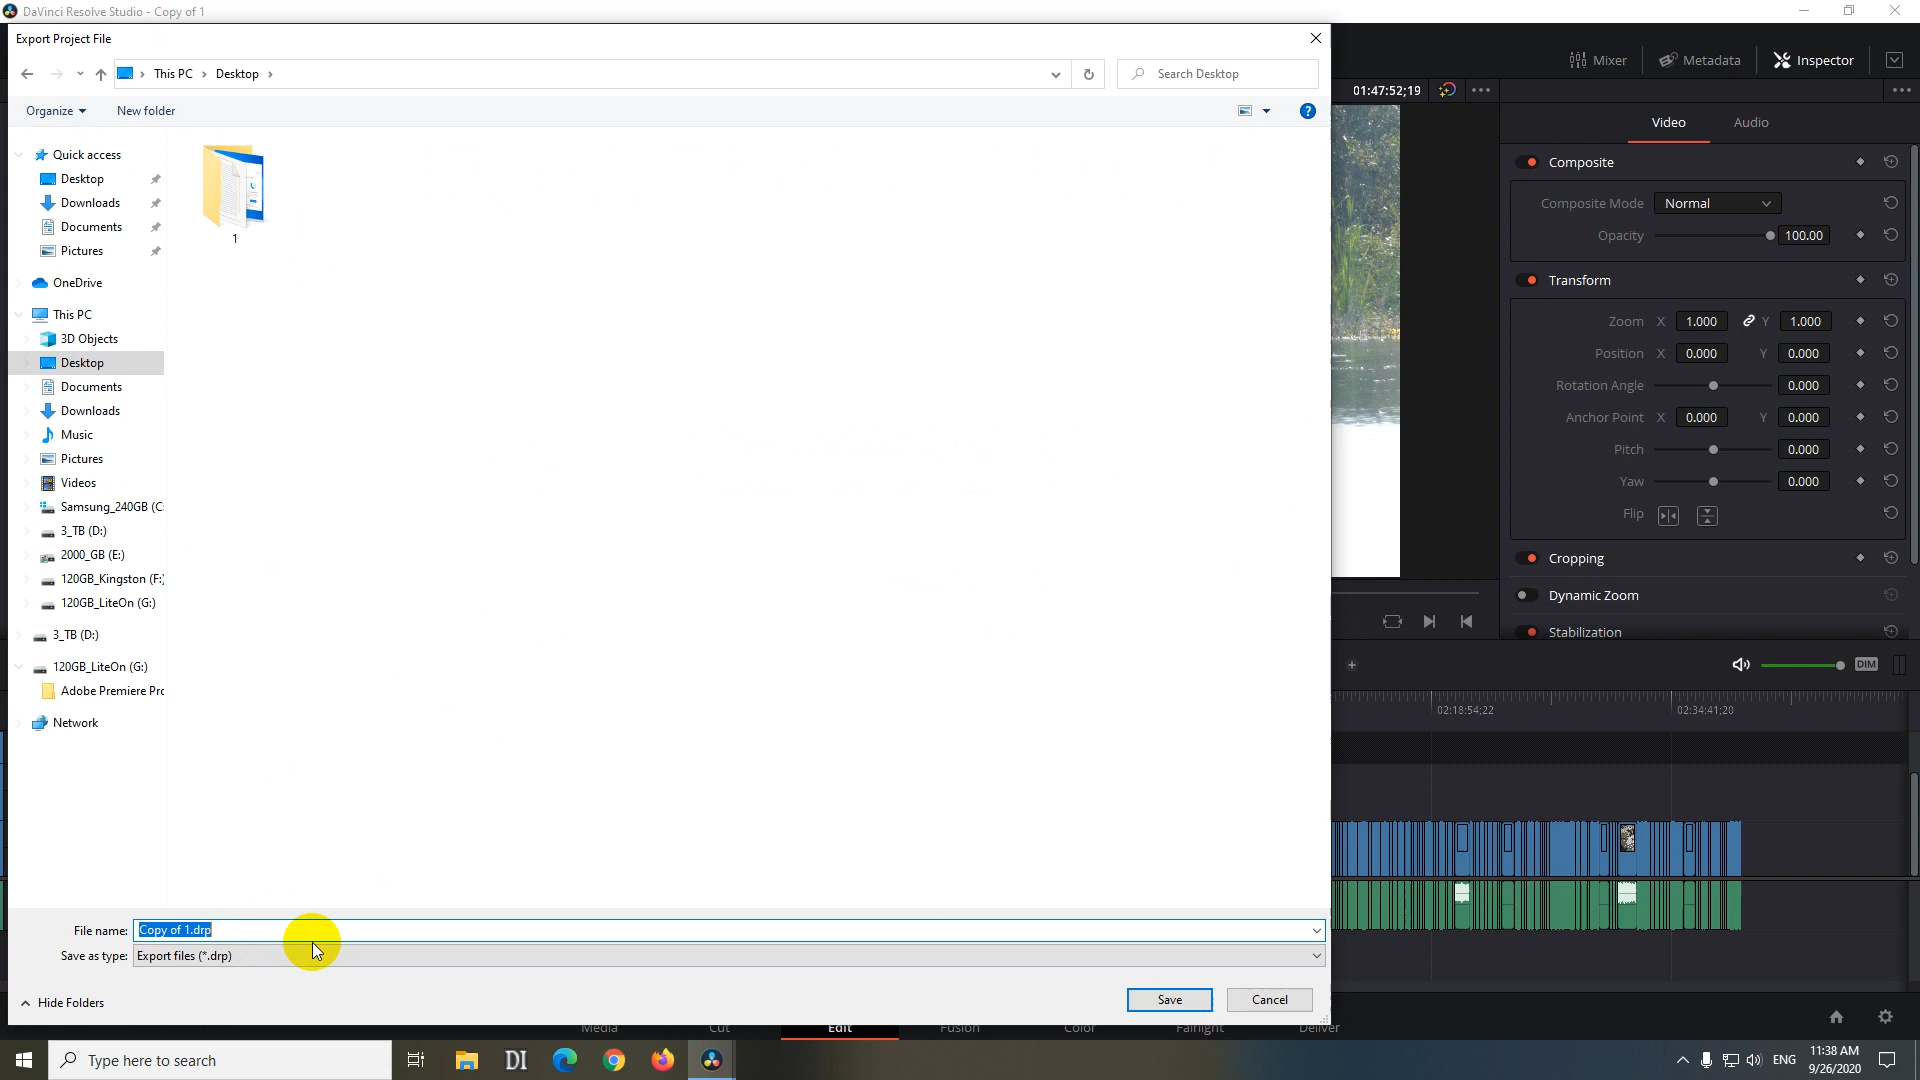 DaVinci Resolve Studio - Copy of 1
Export Project File
This PC
Desktop
Search Desktop
Organize
New folder
Quick access
Desktop
Downloads
Documents
Pictures
OneDrive
This PC
3D Objects
Desktop
Documents
Downloads
Music
Pictures
Videos
Samsung_240GB (C:
3_TB (D:)
2000_GB (E:)
120GB_Kingston (F:)
120GB_LiteOn (G:)
3_TB (D:)
120GB_LiteOn (G:)
Adobe Premiere Pro
Network
1
File name: Copy of 1.drp
Save as type: Export files (*.drp)
Hide Folders
Save
Cancel
Mixer
Metadata
Inspector
01:47:52;19
Video
Audio
Composite
Composite Mode Normal
Opacity 100.00
Transform
Zoom X 1.000 Y 1.000
Position X 0.000 Y 0.000
Rotation Angle 0.000
Anchor Point X 0.000 Y 0.000
Pitch 0.000
Yaw 0.000
Flip
Cropping
Dynamic Zoom
Stabilization
DIM
02:18:54;22
02:34:41;20
Media
Cut
Edit
Fusion
Color
Fairlight
Deliver
Type here to search
DI
ENG
11:38 AM
9/26/2020